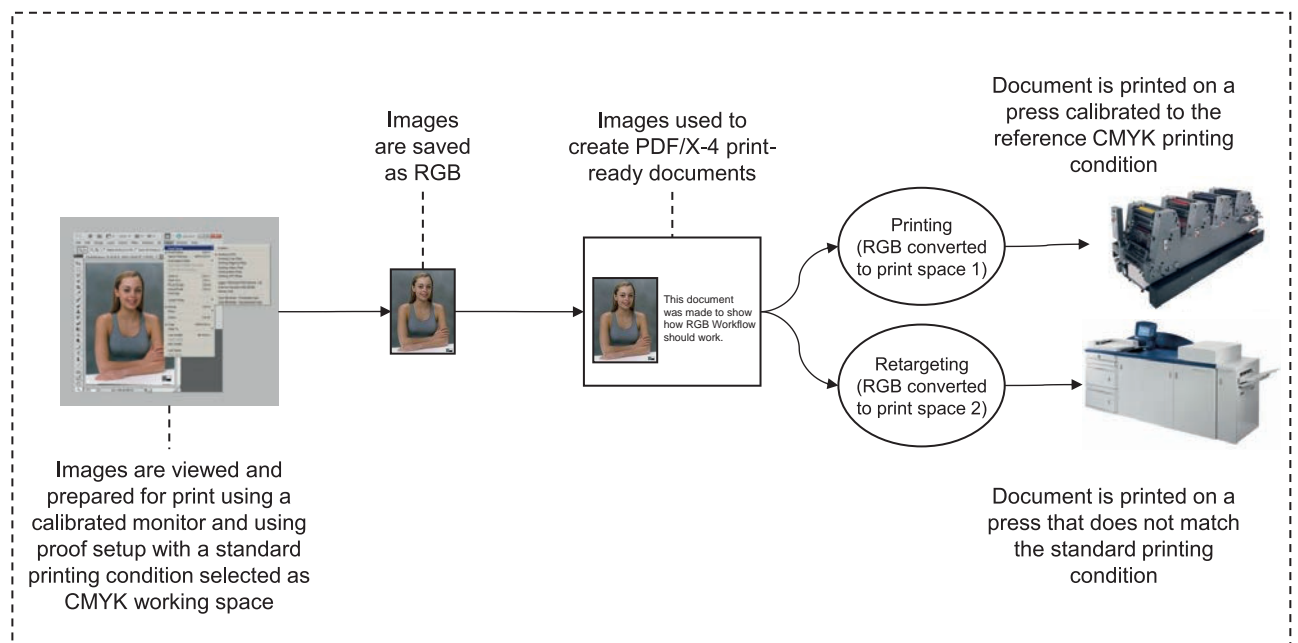 Images
are saved
as RGB
Images used to
create PDF/X-4 print-
ready documents
Document is printed on a
press calibrated to the
reference CMYK printing
condition
Printing
(RGB converted
to print space 1)
This document
was made to show
how RGB Workflow
should work.
Retargeting
(RGB converted
to print space 2)
Images are viewed and
prepared for print using a
calibrated monitor and using
proof setup with a standard
printing condition selected as
CMYK working space
Document is printed on a
press that does not match
the standard printing
condition